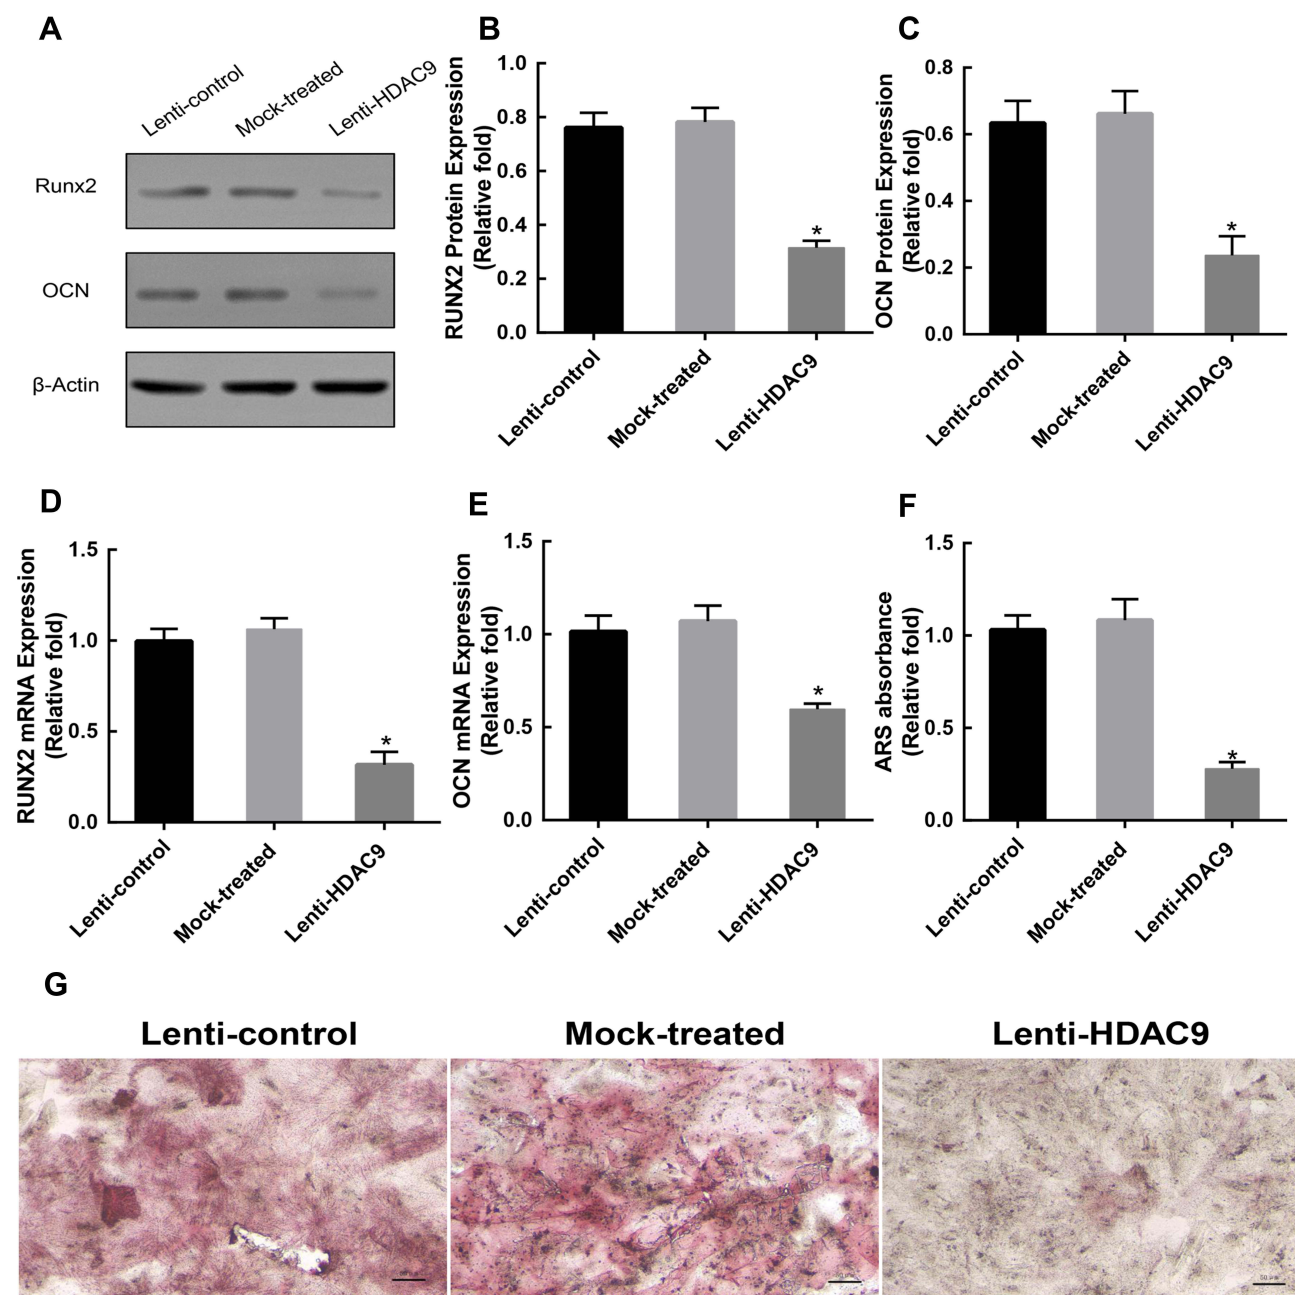 A
Lenti-control
Mock-treated
Lenti-HDAC9
Runx2
OCN
β-Actin
B
RUNX2 Protein Expression
(Relative fold)
1.0
0.8
0.6
0.4
0.2
0.0
*
Lenti-control
Mock-treated
Lenti-HDAC9
C
OCN Protein Expression
(Relative fold)
0.8
0.6
0.4
0.2
0.0
*
Lenti-control
Mock-treated
Lenti-HDAC9
D
RUNX2 mRNA Expression
(Relative fold)
1.5
1.0
0.5
0.0
*
Lenti-control
Mock-treated
Lenti-HDAC9
E
OCN mRNA Expression
(Relative fold)
1.5
1.0
0.5
0.0
*
Lenti-control
Mock-treated
Lenti-HDAC9
F
ARS absorbance
(Relative fold)
1.5
1.0
0.5
0.0
*
Lenti-control
Mock-treated
Lenti-HDAC9
G
Lenti-control
Mock-treated
Lenti-HDAC9
50 μm